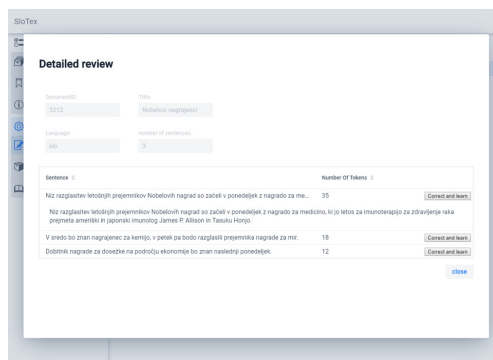 SloTex
Detailed review
DocumentID: Title:
3212 Nobelovi nagrajenci
Language: number of sentences:
slo 3
Sentence Number Of Tokens
Niz razglasitev letošnjih prejemnikov Nobelovih nagrad so začeli v ponedeljek z nagrado za me... 35 Correct and learn
Niz razglasitev letošnjih prejemnikov Nobelovih nagrad so začeli v ponedeljek z nagrado za medicino, ki jo letos za imunoterapijo za zdravljenje raka
prejmeta ameriški in japonski imunolog James P. Allison in Tasuku Honjo.
V sredo bo znan nagrajenec za kemijo, v petek pa bodo razglasili prejemnika nagrade za mir. 18 Correct and learn
Dobitnik nagrade za dosežke na področju ekonomije bo znan naslednji ponedeljek. 12 Correct and learn
close